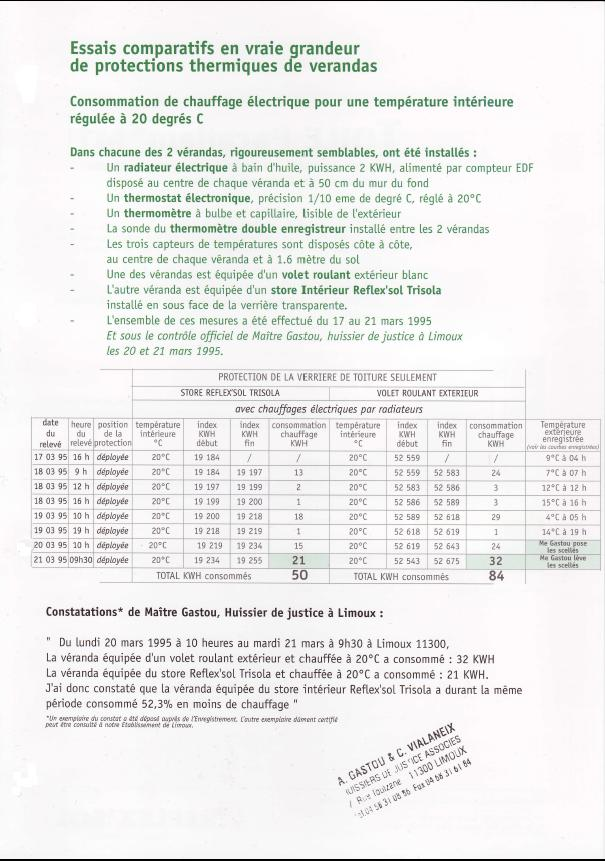 Essais comparatifs en vraie grandeur
de protections thermiques de verandas
Consommation de chauffage électrique pour une température intérieure
régulée à 20 degrés C
Dans chacune des 2 vérandas, rigoureusement semblables, ont été installés :
- Un radiateur électrique à bain d'huile, puissance 2 KWH, alimenté par compteur EDF
disposé au centre de chaque véranda et à 50 cm du mur du fond
- Un thermostat électronique, précision 1/10 eme de degré C, réglé à 20°C
- Un thermomètre à bulbe et capillaire, lisible de l'extérieur
- La sonde du thermomètre double enregistreur installé entre les 2 vérandas
- Les trois capteurs de températures sont disposés côte à côte,
au centre de chaque véranda et à 1.6 mètre du sol
- Une des vérandas est équipée d'un volet roulant extérieur blanc
- L'autre véranda est équipée d'un store Intérieur Reflex'sol Trisola
installé en sous face de la verrière transparente.
- L'ensemble de ces mesures a été effectué du 17 au 21 mars 1995
Et sous le contrôle officiel de Maître Gastou, huissier de justice à Limoux
les 20 et 21 mars 1995.
PROTECTION DE LA VERRIERE DE TOITURE SEULEMENT
STORE REFLEX'SOL TRISOLA VOLET ROULANT EXTERIEUR
avec chauffages électriques par radiateurs
date du relevé heure du relevé position de la protection température intérieure °C index KWH début index KWH fin consommation chauffage KWH température intérieure °C index KWH début index KWH fin consommation chauffage KWH Température extérieure enregistrée (voir les courbes enregistrées)
17 03 95 16 h déployée 20°C 19 184 / / 20°C 52 559 / / 9°C à 04 h
18 03 95 9 h déployée 20°C 19 184 19 197 13 20°C 52 559 52 583 24 7°C à 07 h
18 03 95 12 h déployée 20°C 19 197 19 199 2 20°C 52 583 52 586 3 12°C à 12 h
18 03 95 16 h déployée 20°C 19 199 19 200 1 20°C 52 586 52 589 3 15°C à 16 h
19 03 95 10 h déployée 20°C 19 200 19 218 18 20°C 52 589 52 618 29 4°C à 05 h
19 03 95 19 h déployée 20°C 19 218 19 219 1 20°C 52 618 52 619 1 14°C à 19 h
20 03 95 10 h déployée 20°C 19 219 19 234 15 20°C 52 619 52 643 24 Me Gastou pose les scellés
21 03 95 09h30 déployée 20°C 19 234 19 255 21 20°C 52 543 52 675 32 Me Gastou lève les scellés
TOTAL KWH consommés 50 TOTAL KWH consommés 84
Constatations* de Maître Gastou, Huissier de justice à Limoux :
" Du lundi 20 mars 1995 à 10 heures au mardi 21 mars à 9h30 à Limoux 11300,
La véranda équipée d'un volet roulant extérieur et chauffée à 20°C a consommé : 32 KWH
La véranda équipée du store Reflex'sol Trisola et chauffée à 20°C a consommé : 21 KWH.
J'ai donc constaté que la véranda équipée du store intérieur Reflex'sol Trisola a durant la même
période consommé 52,3% en moins de chauffage "
*Un exemplaire du constat a été déposé auprès de l'Enregistrement. L'autre exemplaire dûment certifié
peut être consulté à notre Etablissement de Limoux.
A. GASTOU & C. VIALANEIX
HUISSIERS DE JUSTICE ASSOCIES
11300 LIMOUX
Fax 04 68 31 61 84